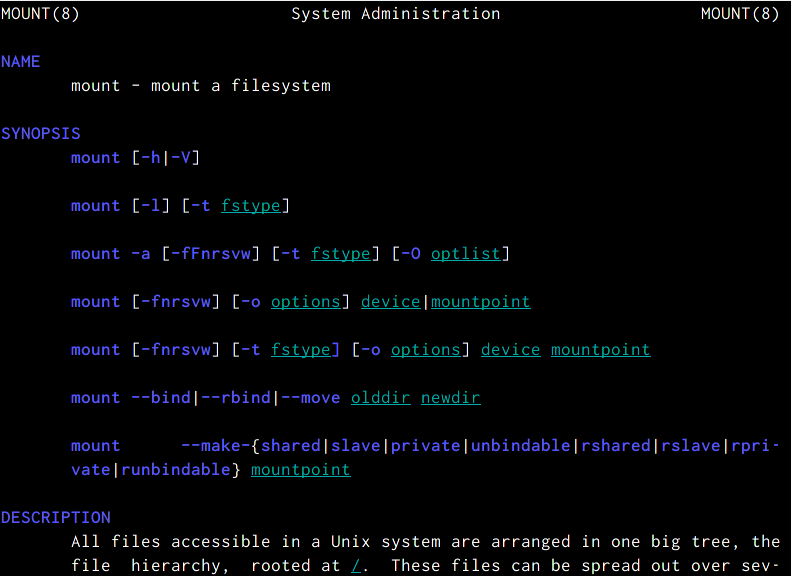 MOUNT(8) System Administration MOUNT(8)
NAME
mount - mount a filesystem
SYNOPSIS
mount [-h|-V]
mount [-l] [-t fstype]
mount -a [-fFnrsvw] [-t fstype] [-O optlist]
mount [-fnrsvw] [-o options] device|mountpoint
mount [-fnrsvw] [-t fstype] [-o options] device mountpoint
mount --bind|--rbind|--move olddir newdir
mount --make-{shared|slave|private|unbindable|rshared|rslave|rpri-
vate|runbindable} mountpoint
DESCRIPTION
All files accessible in a Unix system are arranged in one big tree, the
file hierarchy, rooted at /. These files can be spread out over sev-